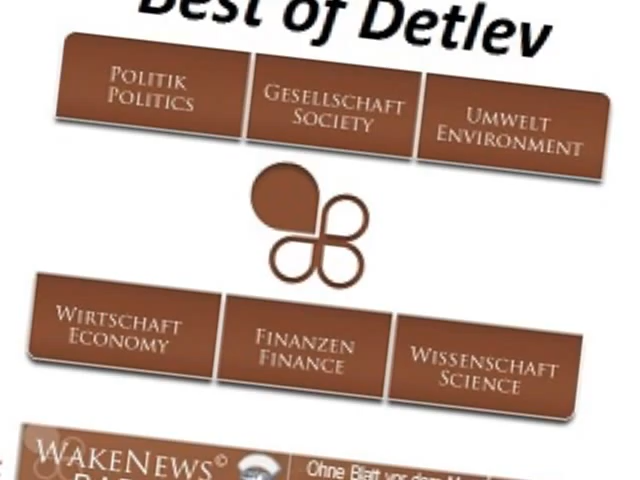 Best of Detlev
POLITIK
POLITICS
GESELLSCHAFT
SOCIETY
UMWELT
ENVIRONMENT
WIRTSCHAFT
ECONOMY
FINANZEN
FINANCE
WISSENSCHAFT
SCIENCE
WAKENEWS©
Ohne Blatt vor dem